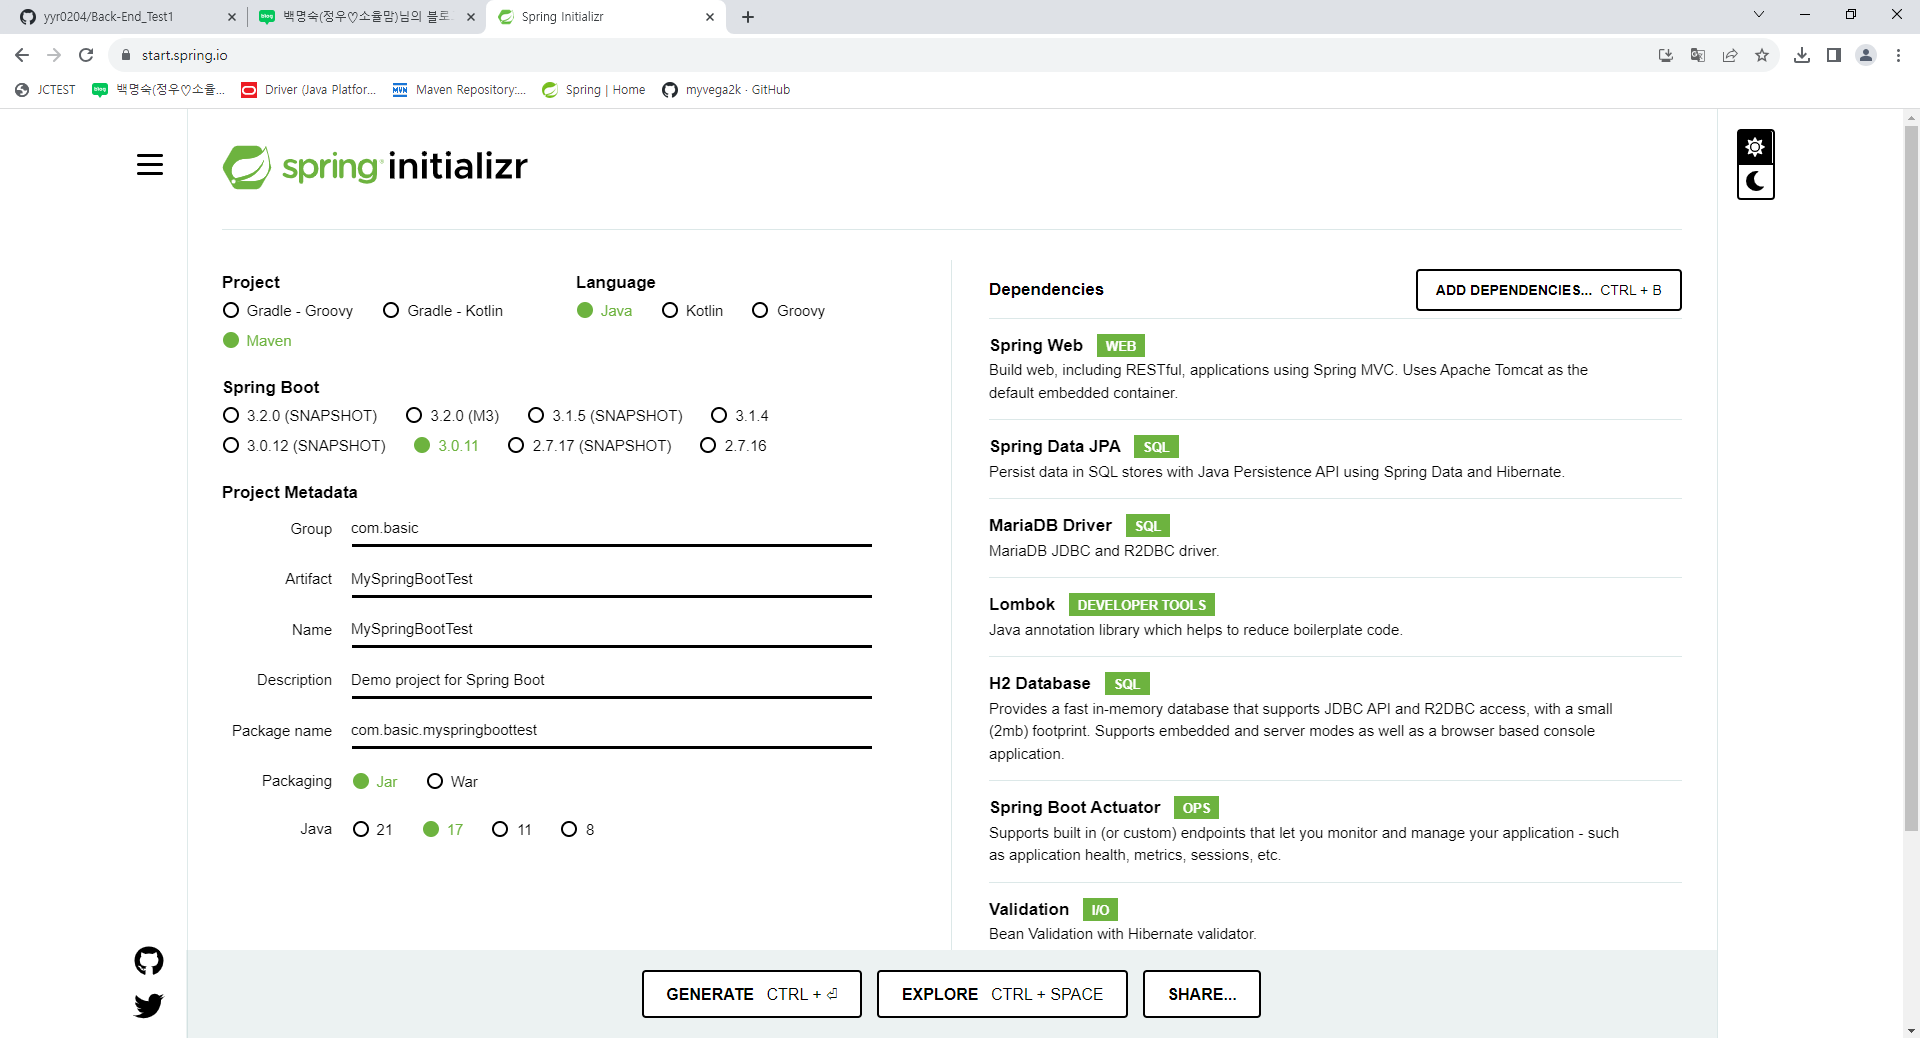 yyr0204/Back-End_Test1
백명숙(정우♡소율맘)님의 블로
Spring Initializr
start.spring.io
JCTEST
백명숙(정우♡소율...
Driver (Java Platfor...
Maven Repository:...
Spring | Home
myvega2k · GitHub
spring initializr
Project
Gradle - Groovy
Gradle - Kotlin
Maven
Language
Java
Kotlin
Groovy
Spring Boot
3.2.0 (SNAPSHOT)
3.2.0 (M3)
3.1.5 (SNAPSHOT)
3.1.4
3.0.12 (SNAPSHOT)
3.0.11
2.7.17 (SNAPSHOT)
2.7.16
Project Metadata
Group
com.basic
Artifact
MySpringBootTest
Name
MySpringBootTest
Description
Demo project for Spring Boot
Package name
com.basic.myspringboottest
Packaging
Jar
War
Java
21
17
11
8
Dependencies
ADD DEPENDENCIES... CTRL + B
Spring Web WEB
Build web, including RESTful, applications using Spring MVC. Uses Apache Tomcat as the
default embedded container.
Spring Data JPA SQL
Persist data in SQL stores with Java Persistence API using Spring Data and Hibernate.
MariaDB Driver SQL
MariaDB JDBC and R2DBC driver.
Lombok DEVELOPER TOOLS
Java annotation library which helps to reduce boilerplate code.
H2 Database SQL
Provides a fast in-memory database that supports JDBC API and R2DBC access, with a small
(2mb) footprint. Supports embedded and server modes as well as a browser based console
application.
Spring Boot Actuator OPS
Supports built in (or custom) endpoints that let you monitor and manage your application - such
as application health, metrics, sessions, etc.
Validation I/O
Bean Validation with Hibernate validator.
GENERATE CTRL + ⏎
EXPLORE CTRL + SPACE
SHARE...